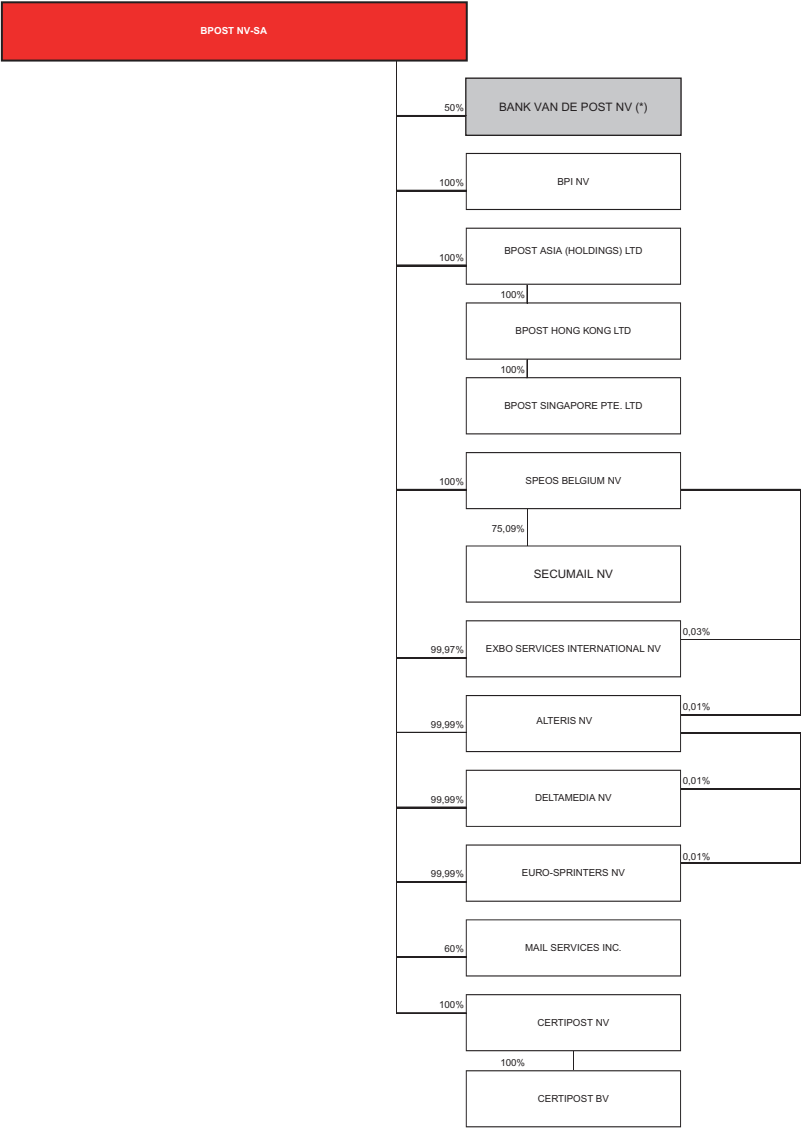 BPOST NV-SA
50%
BANK VAN DE POST NV (*)
100%
BPI NV
100%
BPOST ASIA (HOLDINGS) LTD
100%
BPOST HONG KONG LTD
100%
BPOST SINGAPORE PTE. LTD
100%
SPEOS BELGIUM NV
75,09%
SECUMAIL NV
99,97%
EXBO SERVICES INTERNATIONAL NV
0,03%
99,99%
ALTERIS NV
0,01%
99,99%
DELTAMEDIA NV
0,01%
99,99%
EURO-SPRINTERS NV
0,01%
60%
MAIL SERVICES INC.
100%
CERTIPOST NV
100%
CERTIPOST BV